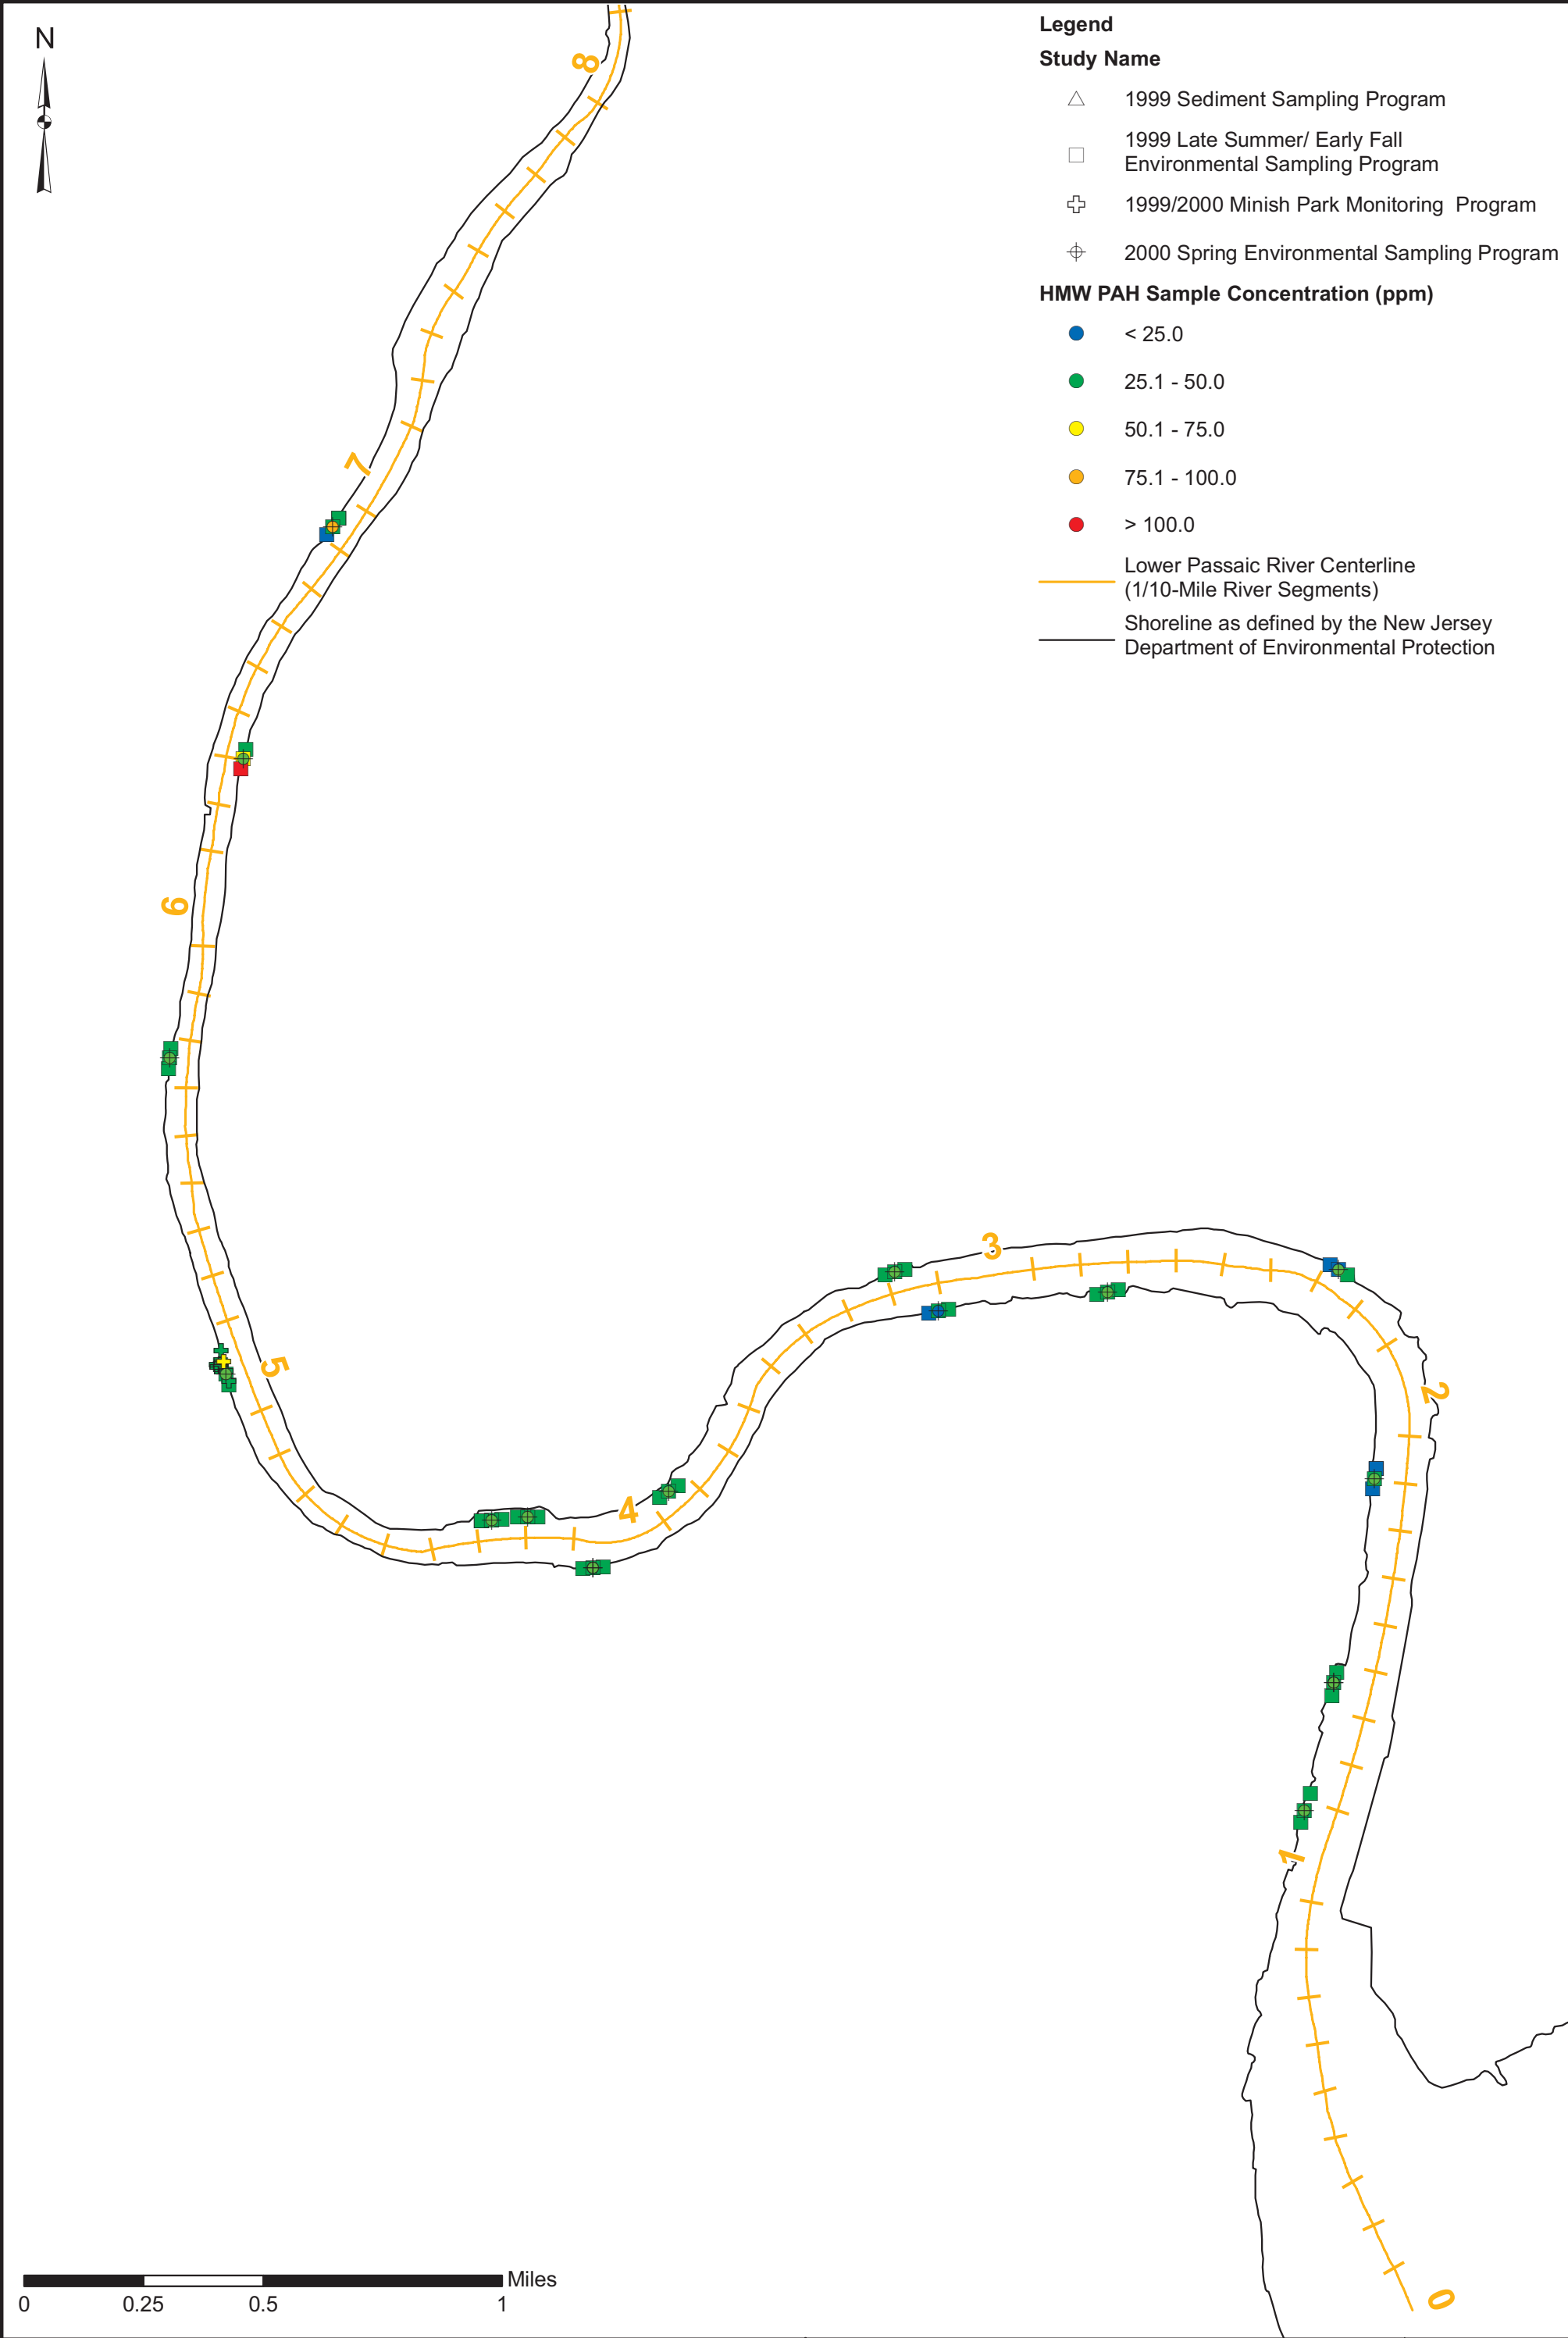 N
Legend
Study Name
1999 Sediment Sampling Program
1999 Late Summer/ Early Fall
Environmental Sampling Program
1999/2000 Minish Park Monitoring  Program
2000 Spring Environmental Sampling Program
HMW PAH Sample Concentration (ppm)
< 25.0
25.1 - 50.0
50.1 - 75.0
75.1 - 100.0
> 100.0
Lower Passaic River Centerline
(1/10-Mile River Segments)
Shoreline as defined by the New Jersey
Department of Environmental Protection
8
7
6
5
4
3
2
1
0
Miles
0 0.25 0.5 1